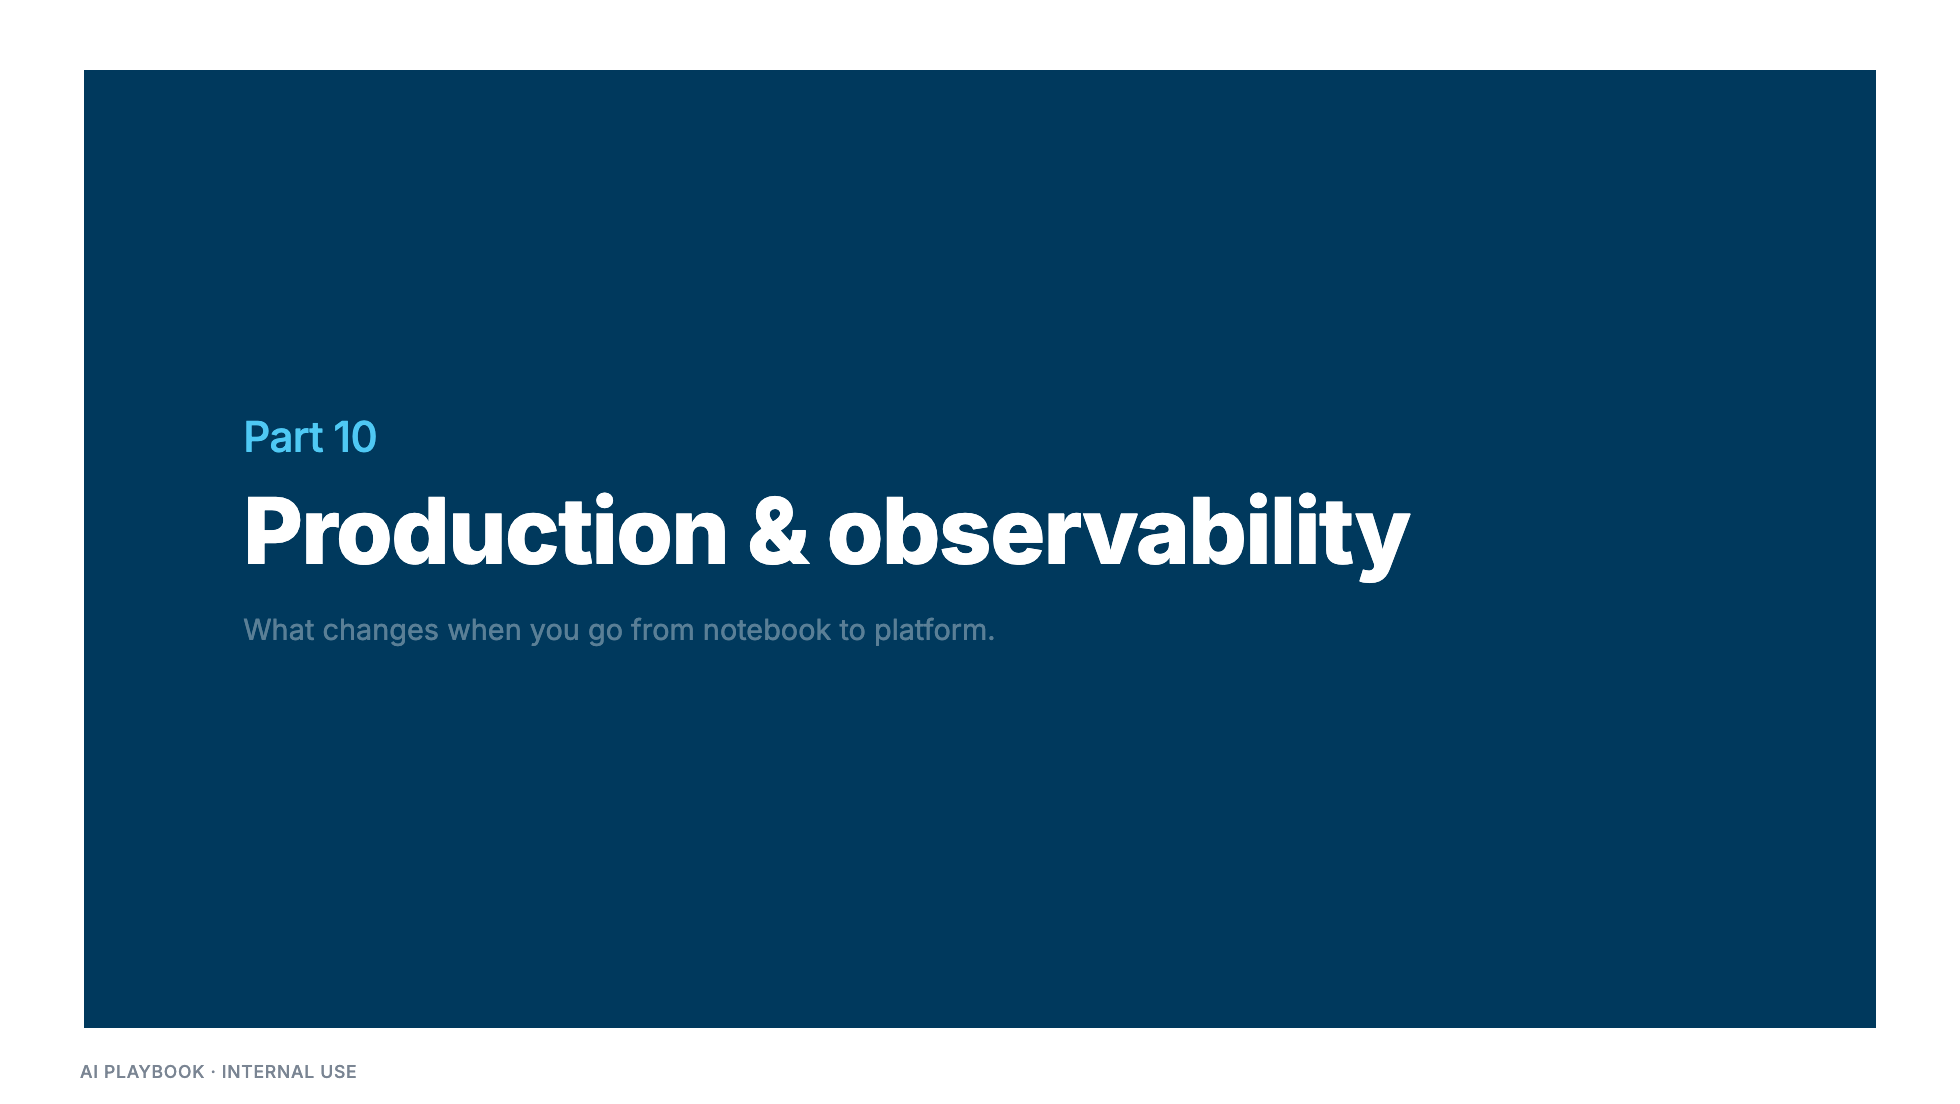 Part 10
Production & observability
What changes when you go from notebook to platform.
AI PLAYBOOK · INTERNAL USE